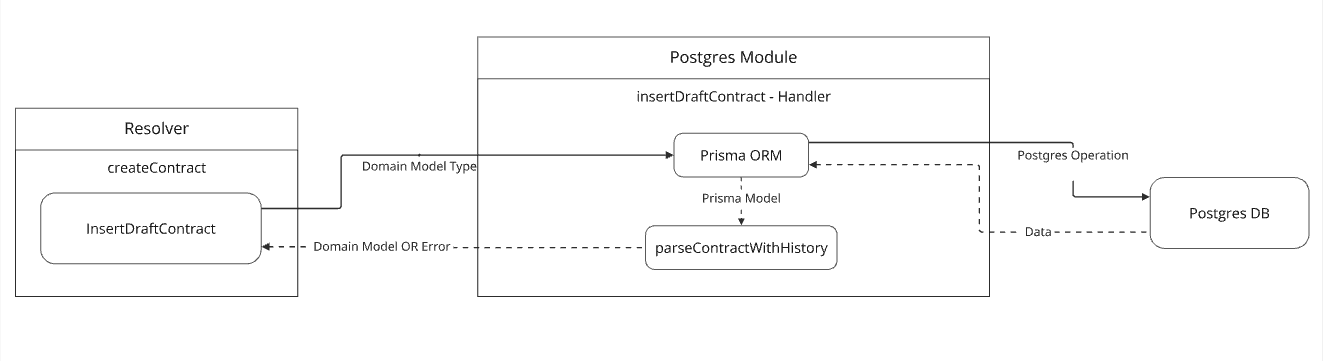 Postgres Module
insertDraftContract - Handler
Resolver
createContract
InsertDraftContract
Domain Model Type
Prisma ORM
Postgres Operation
Prisma Model
Postgres DB
parseContractWithHistory
Domain Model OR Error
Data